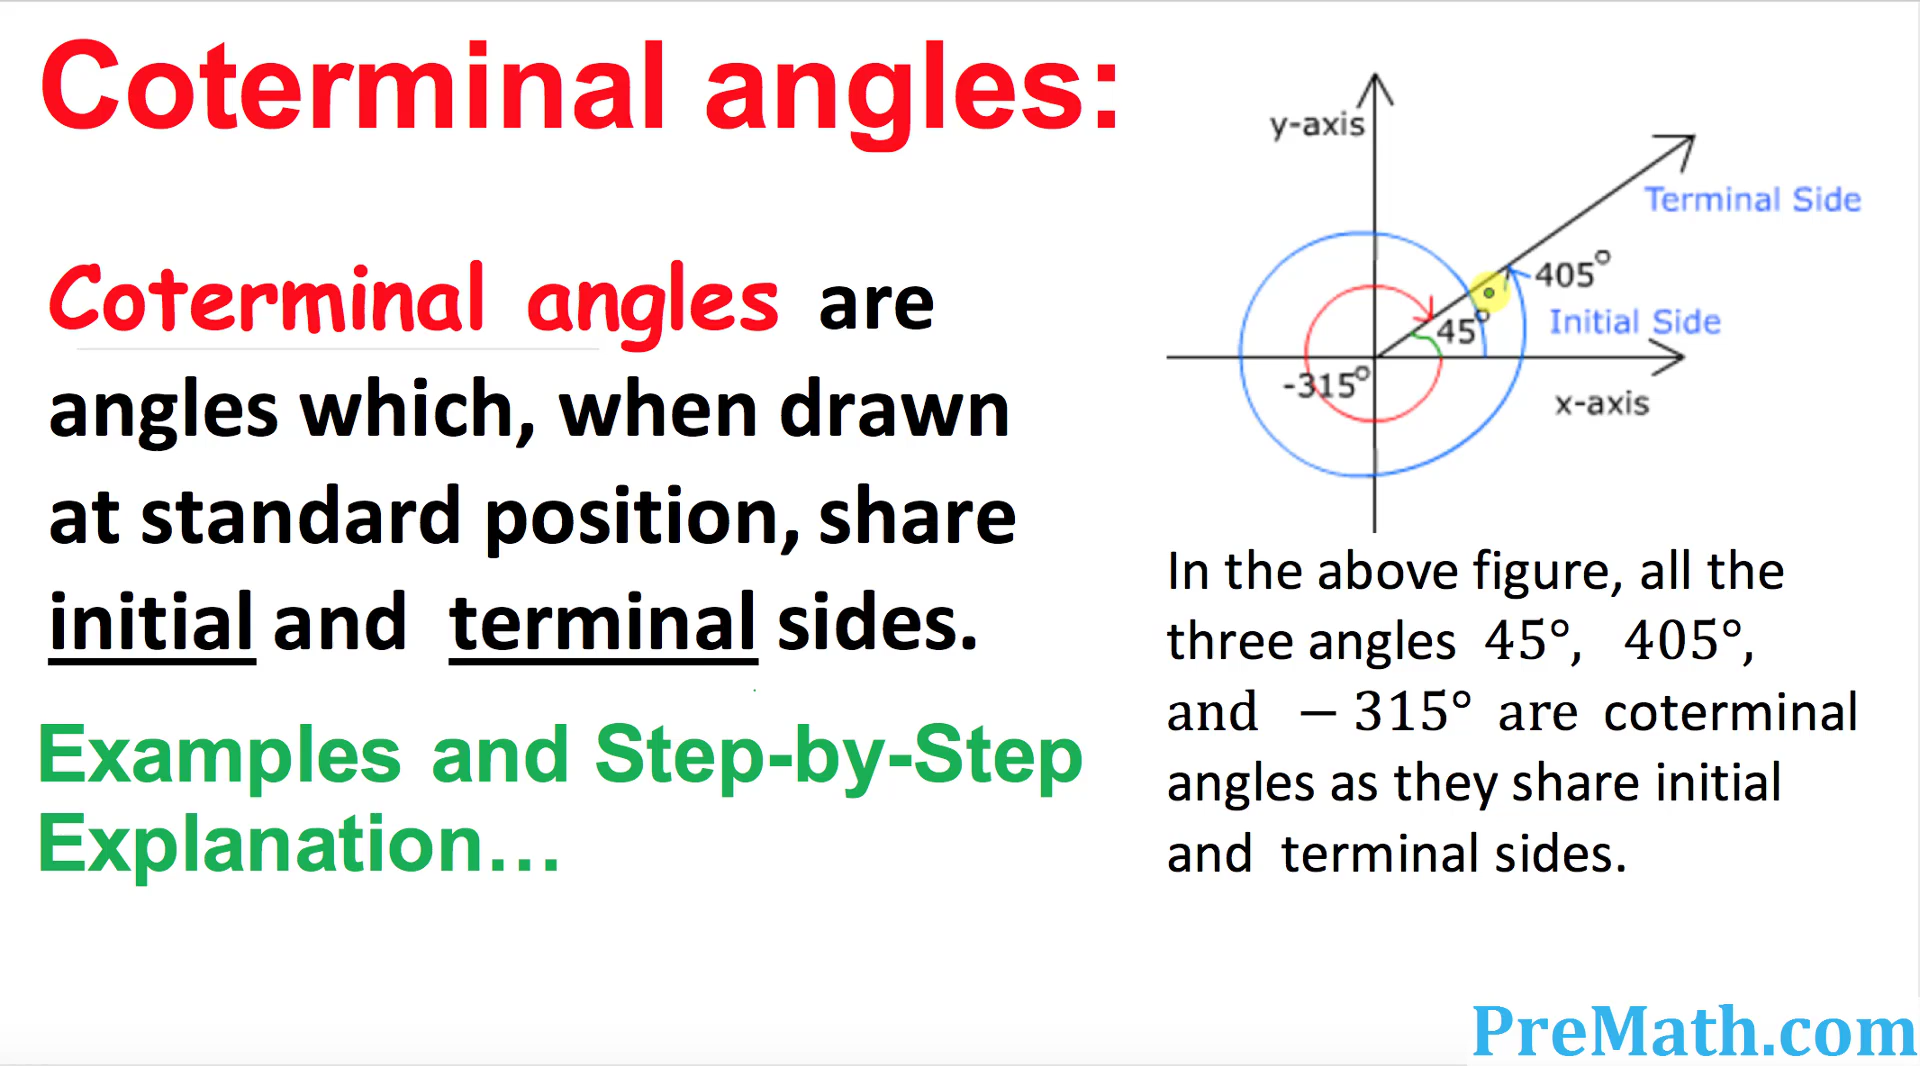 Coterminal angles:
Coterminal angles are
angles which, when drawn
at standard position, share
initial and terminal sides.
Examples and Step-by-Step
Explanation…
y-axis
Terminal Side
405°
Initial Side
45°
-315°
x-axis
In the above figure, all the
three angles 45°, 405°,
and − 315° are coterminal
angles as they share initial
and terminal sides.
PreMath.com